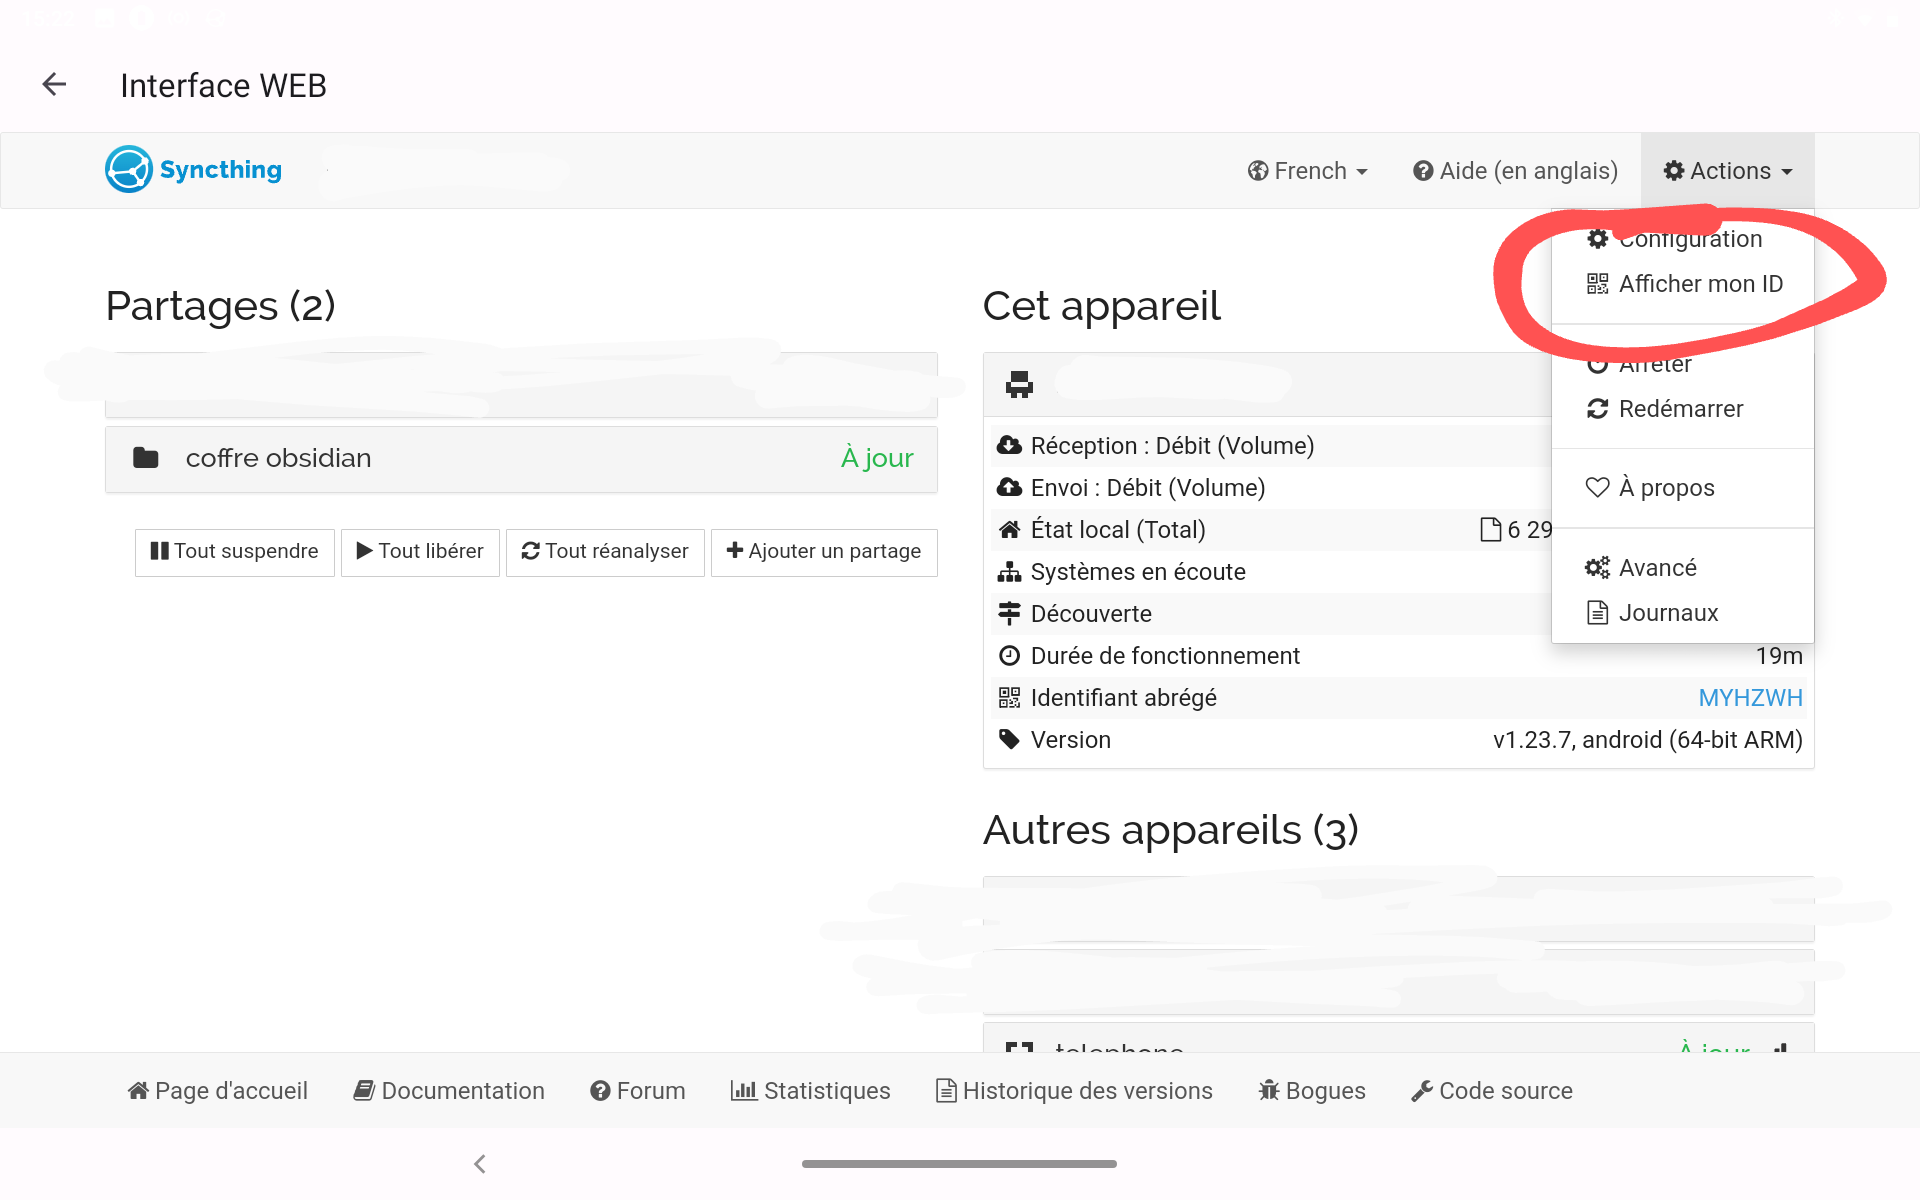 Interface WEB
Syncthing
French
Aide (en anglais)
Actions
Configuration
Afficher mon ID
Arrêter
Redémarrer
À propos
Avancé
Journaux
Partages (2)
coffre obsidian
À jour
Tout suspendre
Tout libérer
Tout réanalyser
Ajouter un partage
Cet appareil
Réception : Débit (Volume)
Envoi : Débit (Volume)
État local (Total)
6 29
Systèmes en écoute
Découverte
Durée de fonctionnement
19m
Identifiant abrégé
MYHZWH
Version
v1.23.7, android (64-bit ARM)
Autres appareils (3)
telephone
À jour
Page d'accueil
Documentation
Forum
Statistiques
Historique des versions
Bogues
Code source